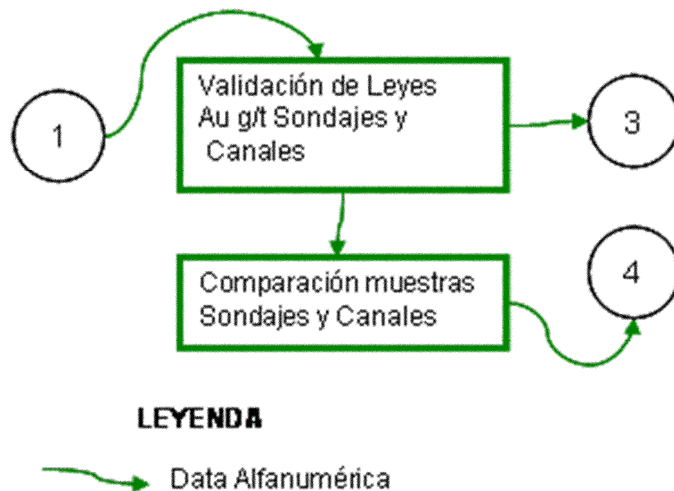 1
Validación de Leyes
Au g/t Sondajes y
Canales
3
Comparación muestras
Sondajes y Canales
4
LEYENDA
Data Alfanumérica